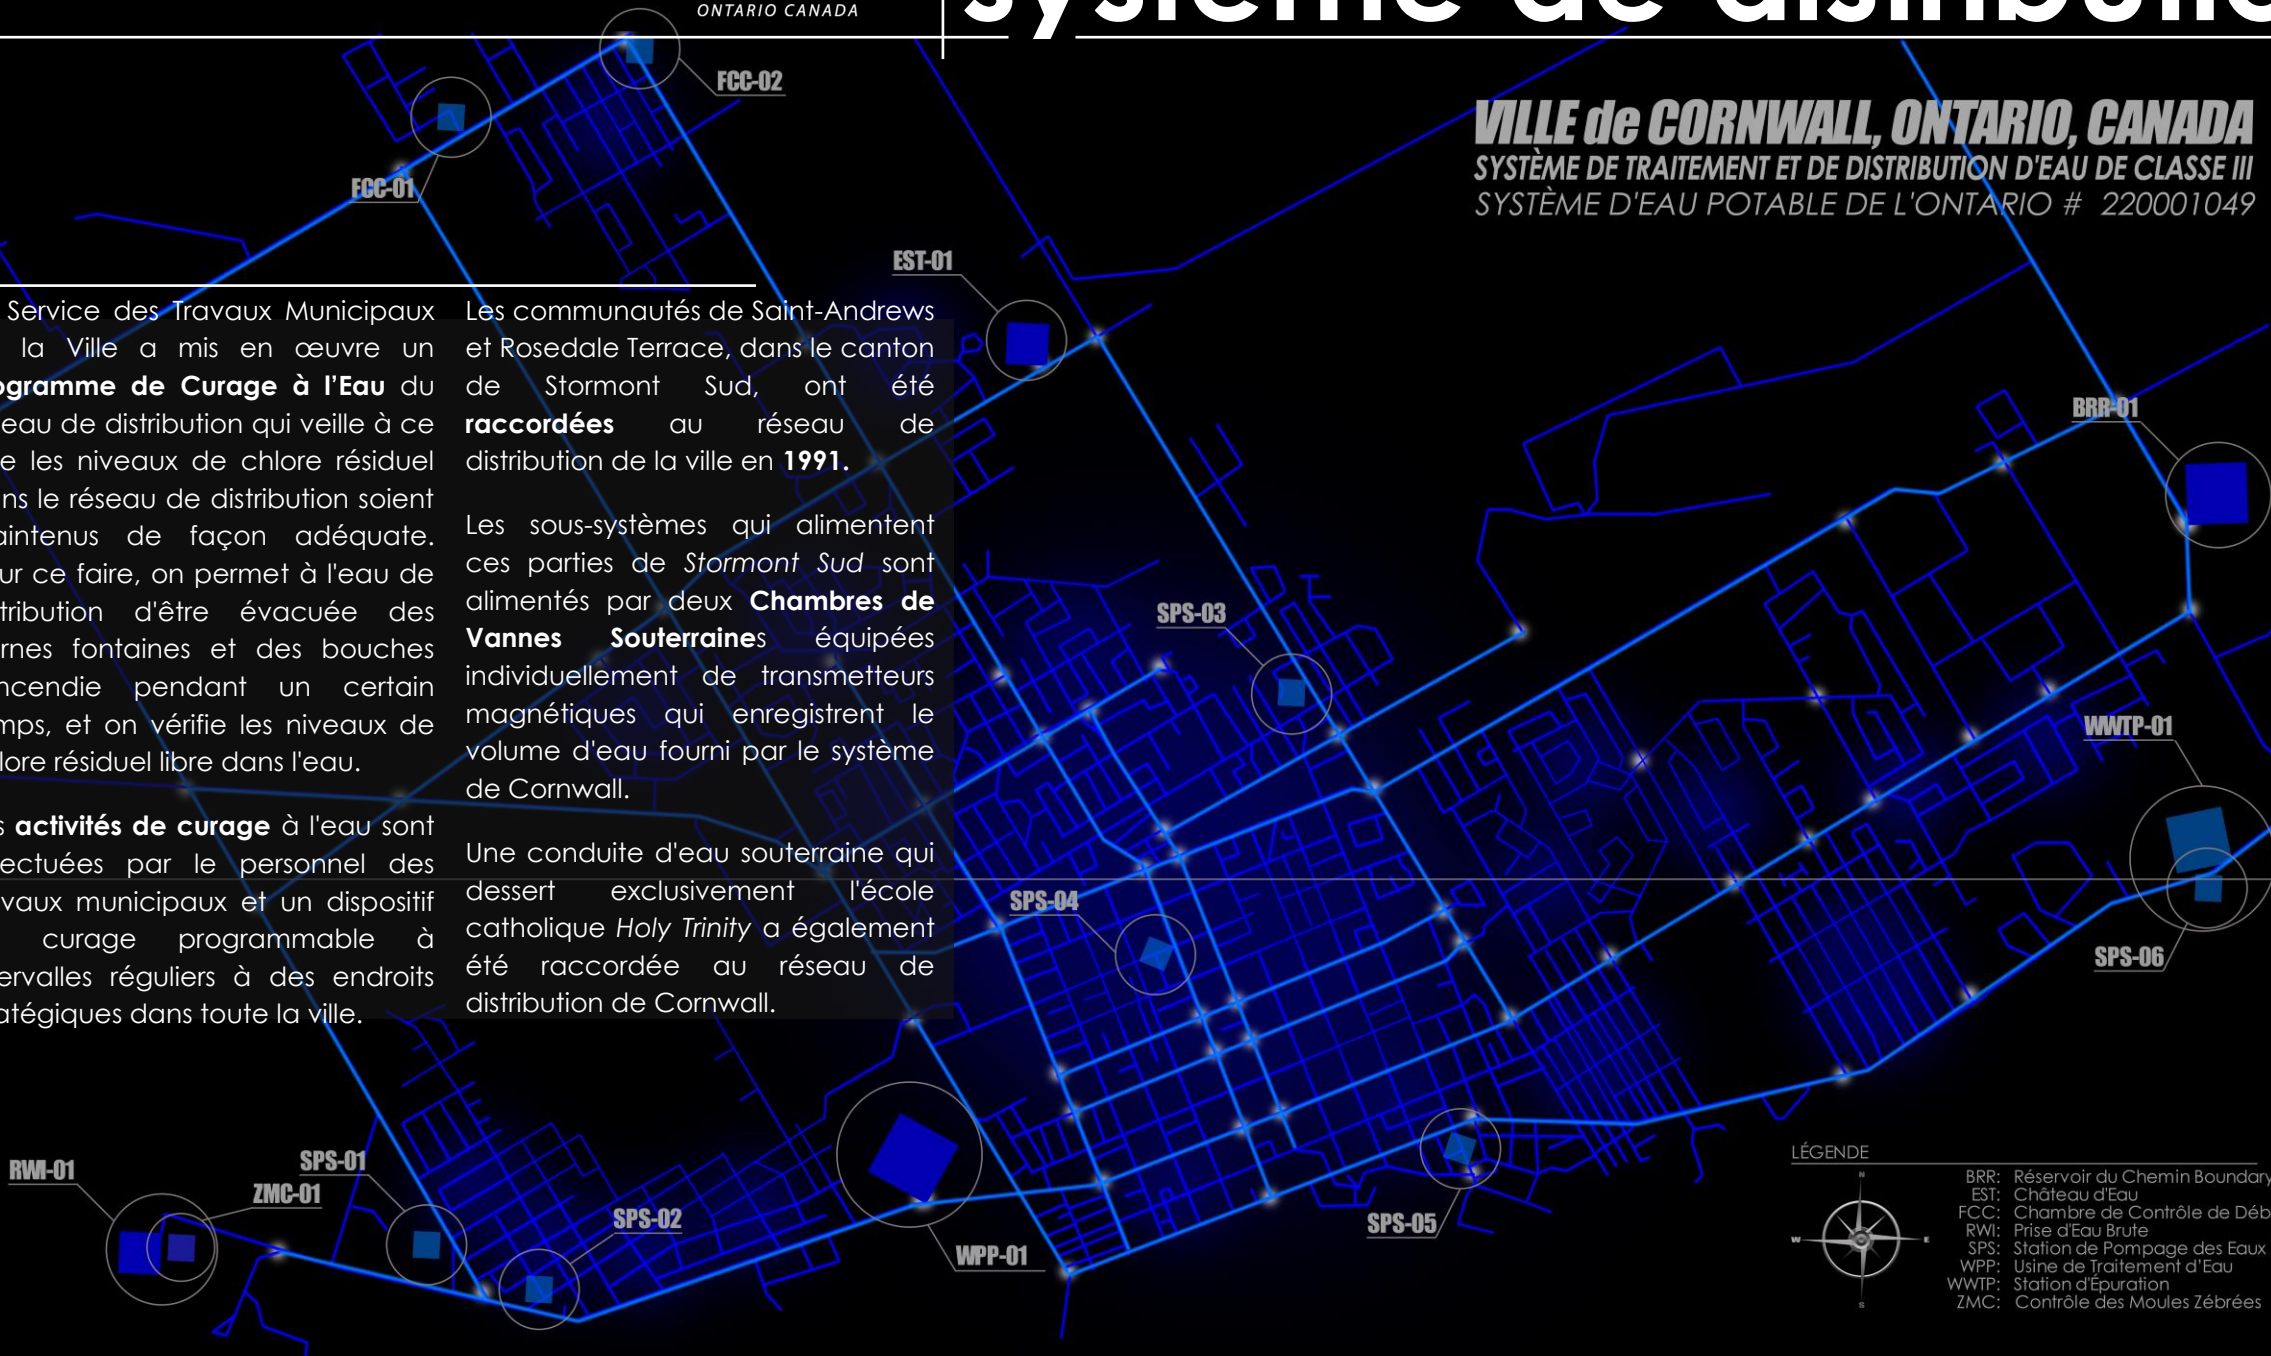 ONTARIO CANADA
système de distributio
VILLE de CORNWALL, ONTARIO, CANADA
SYSTÈME DE TRAITEMENT ET DE DISTRIBUTION D'EAU DE CLASSE III
SYSTÈME D'EAU POTABLE DE L'ONTARIO # 220001049
Service des Travaux Municipaux
la Ville a mis en œuvre un
ogramme de Curage à l'Eau du
eau de distribution qui veille à ce
e les niveaux de chlore résiduel
ns le réseau de distribution soient
aintenus de façon adéquate.
ur ce faire, on permet à l'eau de
tribution d'être évacuée des
rnes fontaines et des bouches
ncendie pendant un certain
mps, et on vérifie les niveaux de
lore résiduel libre dans l'eau.
s activités de curage à l'eau sont
ectuées par le personnel des
vaux municipaux et un dispositif
curage programmable à
ervalles réguliers à des endroits
atégiques dans toute la ville.
Les communautés de Saint-Andrews
et Rosedale Terrace, dans le canton
de Stormont Sud, ont été
raccordées au réseau de
distribution de la ville en 1991.
Les sous-systèmes qui alimentent
ces parties de Stormont Sud sont
alimentés par deux Chambres de
Vannes Souterraines équipées
individuellement de transmetteurs
magnétiques qui enregistrent le
volume d'eau fourni par le système
de Cornwall.
Une conduite d'eau souterraine qui
dessert exclusivement l'école
catholique Holy Trinity a également
été raccordée au réseau de
distribution de Cornwall.
FCC-02
FCC-01
EST-01
BRR-01
SPS-03
WWTP-01
SPS-04
SPS-06
RWI-01
SPS-01
ZMC-01
SPS-02
WPP-01
SPS-05
LÉGENDE
N
W
E
S
BRR: Réservoir du Chemin Boundary
EST: Château d'Eau
FCC: Chambre de Contrôle de Déb
RWI: Prise d'Eau Brute
SPS: Station de Pompage des Eaux
WPP: Usine de Traitement d'Eau
WWTP: Station d'Épuration
ZMC: Contrôle des Moules Zébrées